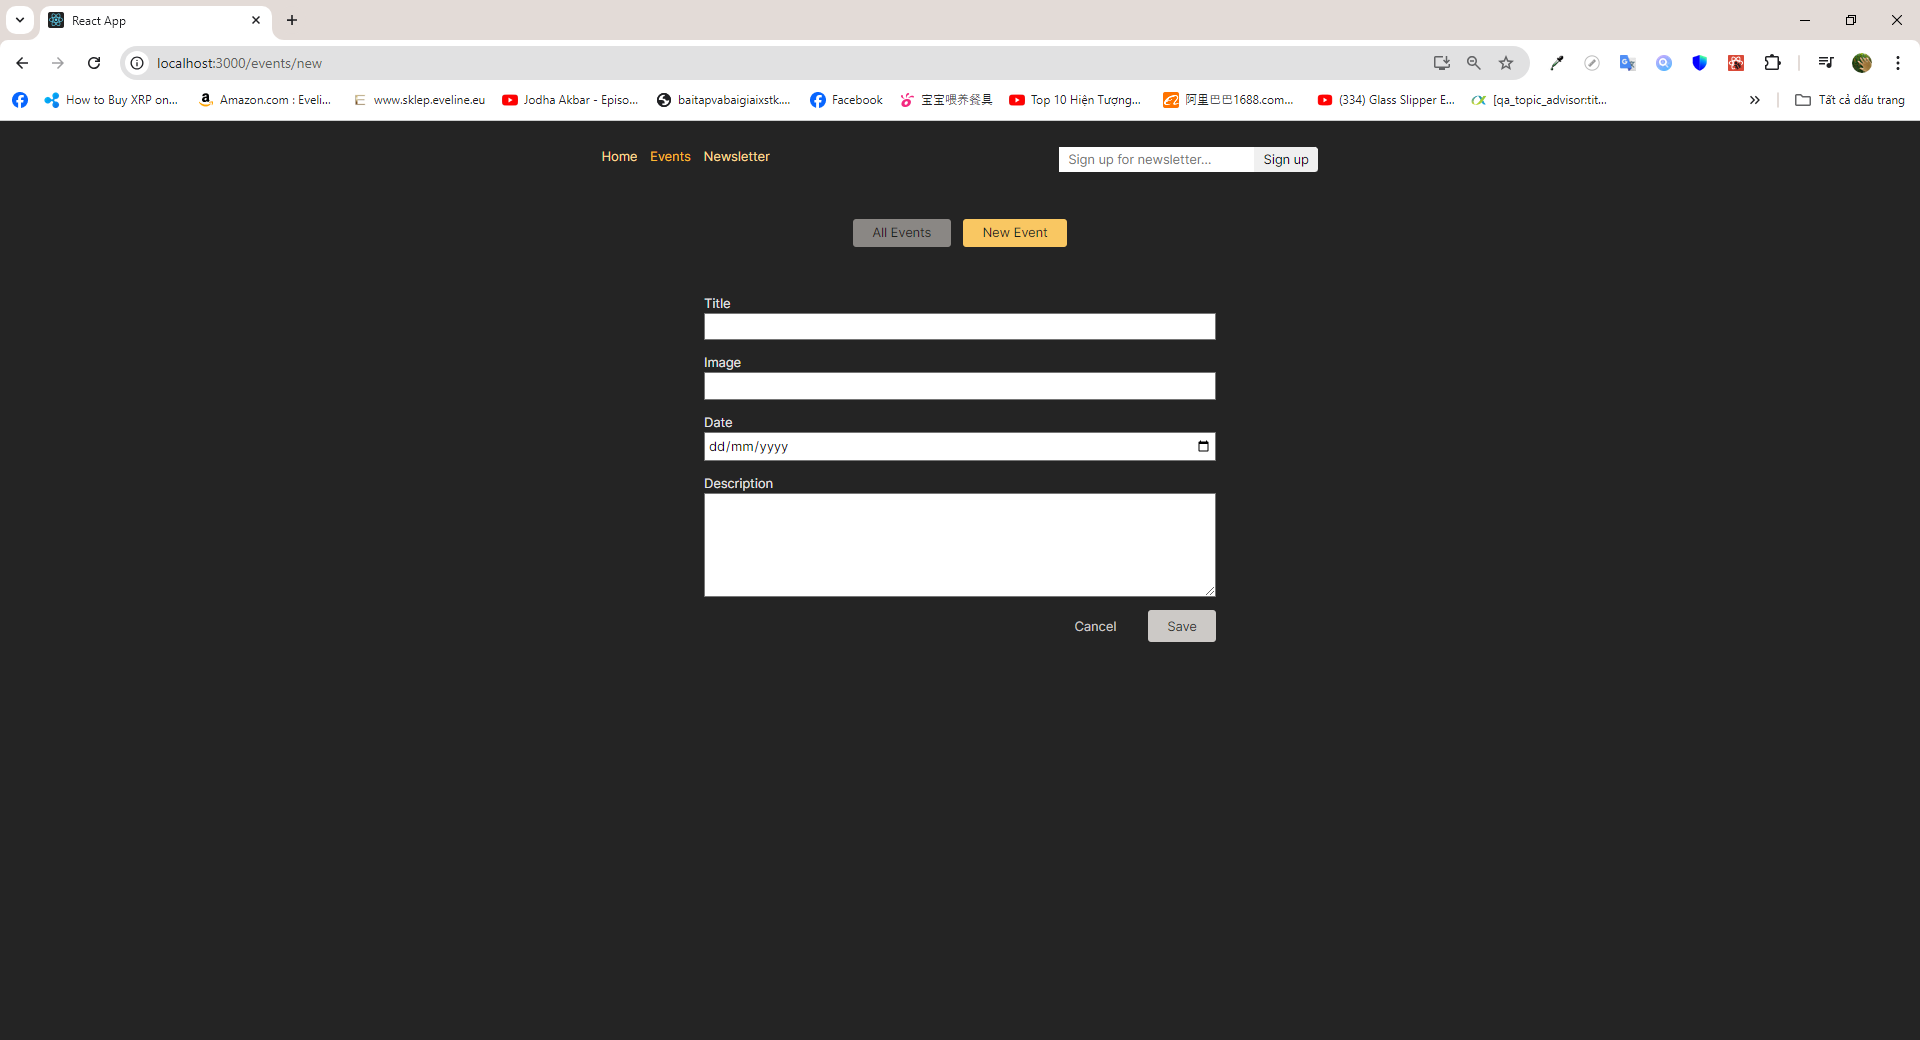 React App
localhost:3000/events/new
How to Buy XRP on...
Amazon.com : Eveli...
www.sklep.eveline.eu
Jodha Akbar - Episo...
baitapvabaigiaixstk....
Facebook
宝宝喂养餐具
Top 10 Hiện Tượng...
阿里巴巴1688.com...
(334) Glass Slipper E...
[qa_topic_advisor:tit...
Tất cả dấu trang
Home Events Newsletter
Sign up for newsletter...
Sign up
All Events
New Event
Title
Image
Date
dd/mm/yyyy
Description
Cancel
Save